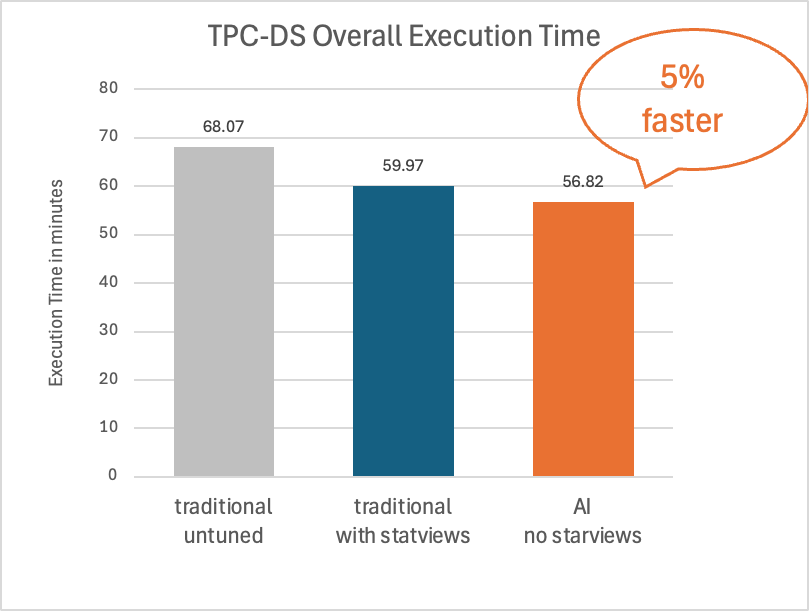 TPC-DS Overall Execution Time
5%
faster
Execution Time in minutes
80
70
60
50
40
30
20
10
0
68.07
59.97
56.82
traditional
untuned
traditional
with statviews
AI
no starviews